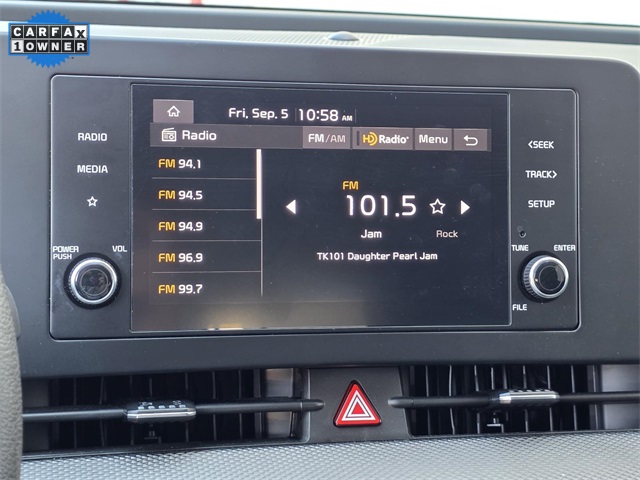 CARFAX
1 OWNER
Fri, Sep. 5 10:58 AM
Radio FM/AM HD Radio Menu
RADIO
MEDIA
POWER
PUSH
VOL
FM 94.1
FM 94.5
FM 94.9
FM 96.9
FM 99.7
FM
101.5
Jam Rock
TK101 Daughter Pearl Jam
<SEEK
TRACK>
SETUP
TUNE ENTER
FILE